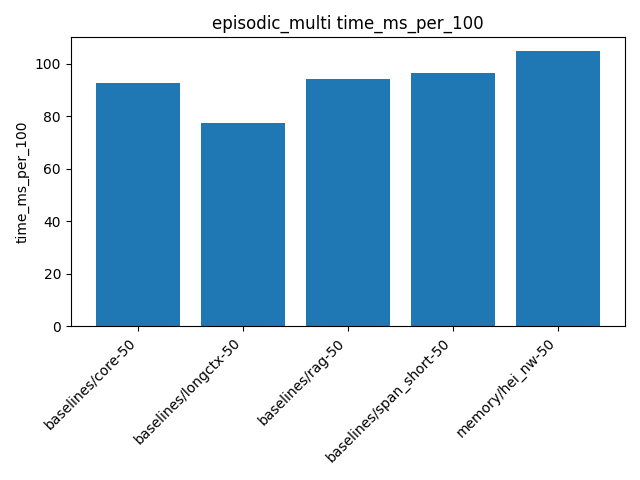 episodic_multi time_ms_per_100
time_ms_per_100
100
80
60
40
20
0
baselines/core-50
baselines/longctx-50
baselines/rag-50
baselines/span_short-50
memory/hei_nw-50